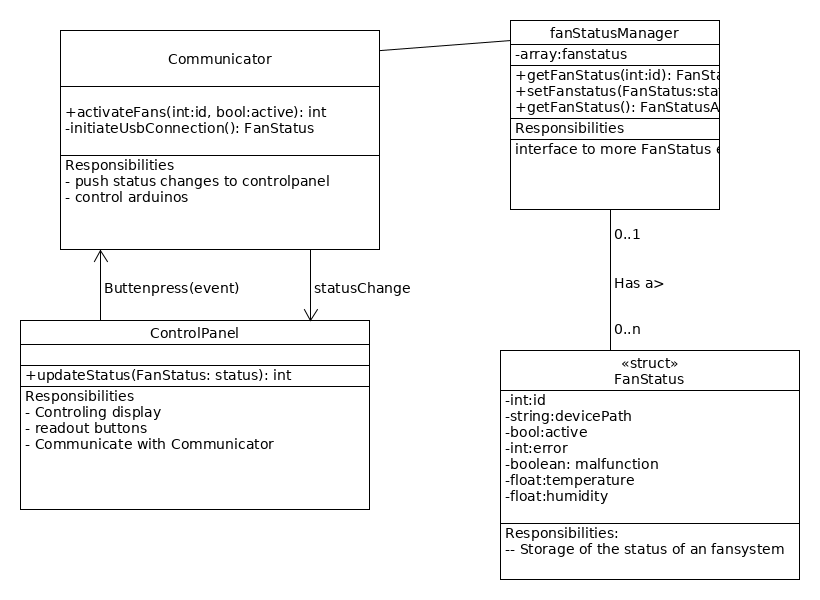 Communicator
+activateFans(int:id, bool:active): int
-initiateUsbConnection(): FanStatus
Responsibilities
- push status changes to controlpanel
- control arduinos
fanStatusManager
-array:fanstatus
+getFanStatus(int:id): FanSta
+setFanstatus(FanStatus:sta
+getFanStatus(): FanStatusA
Responsibilities
interface to more FanStatus e
Buttenpress(event)
statusChange
0..1
Has a>
0..n
ControlPanel
+updateStatus(FanStatus: status): int
Responsibilities
- Controling display
- readout buttons
- Communicate with Communicator
«struct»
FanStatus
-int:id
-string:devicePath
-bool:active
-int:error
-boolean: malfunction
-float:temperature
-float:humidity
Responsibilities:
-- Storage of the status of an fansystem